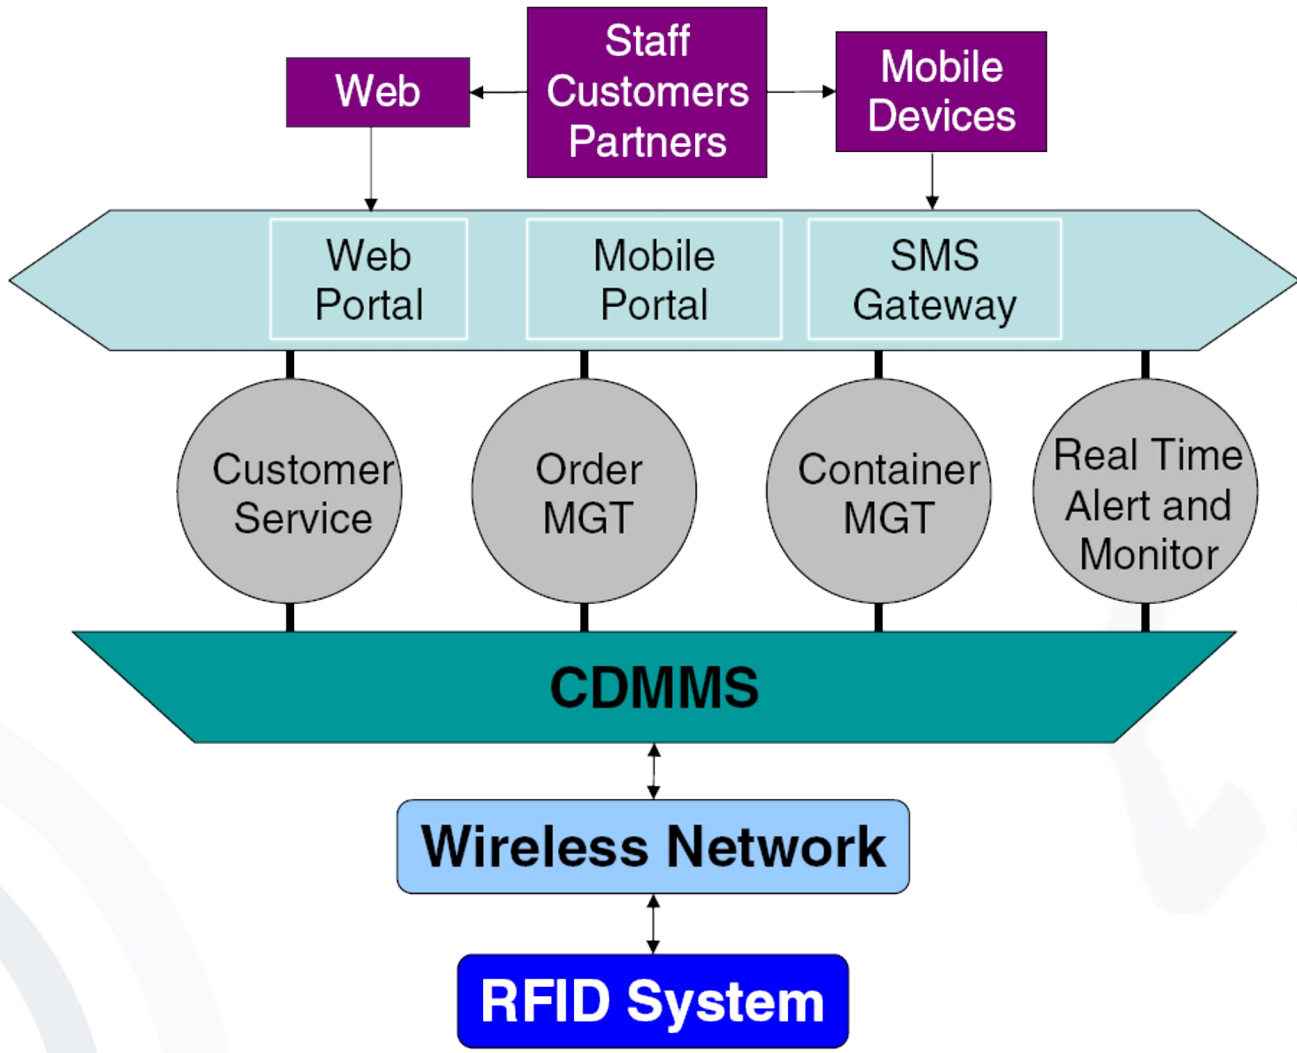 Staff
Customers
Partners
Web
Mobile
Devices
Web
Portal
Mobile
Portal
SMS
Gateway
Customer
Service
Order
MGT
Container
MGT
Real Time
Alert and
Monitor
CDMMS
Wireless Network
RFID System